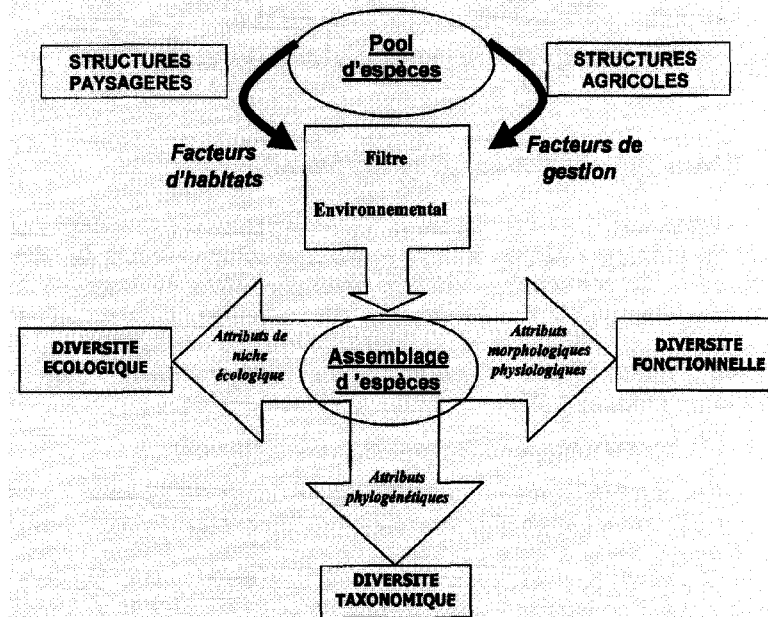 Pool
d'espèces
STRUCTURES
PAYSAGERES
STRUCTURES
AGRICOLES
Facteurs
d'habitats
Filtre
Environnemental
Facteurs de
gestion
DIVERSITE
ECOLOGIQUE
Attributs de
niche
écologique
Assemblage
d 'espèces
Attributs
morphologiques
physiologiques
DIVERSITE
FONCTIONNELLE
Attributs
phylogénétiques
DIVERSITE
TAXONOMIQUE